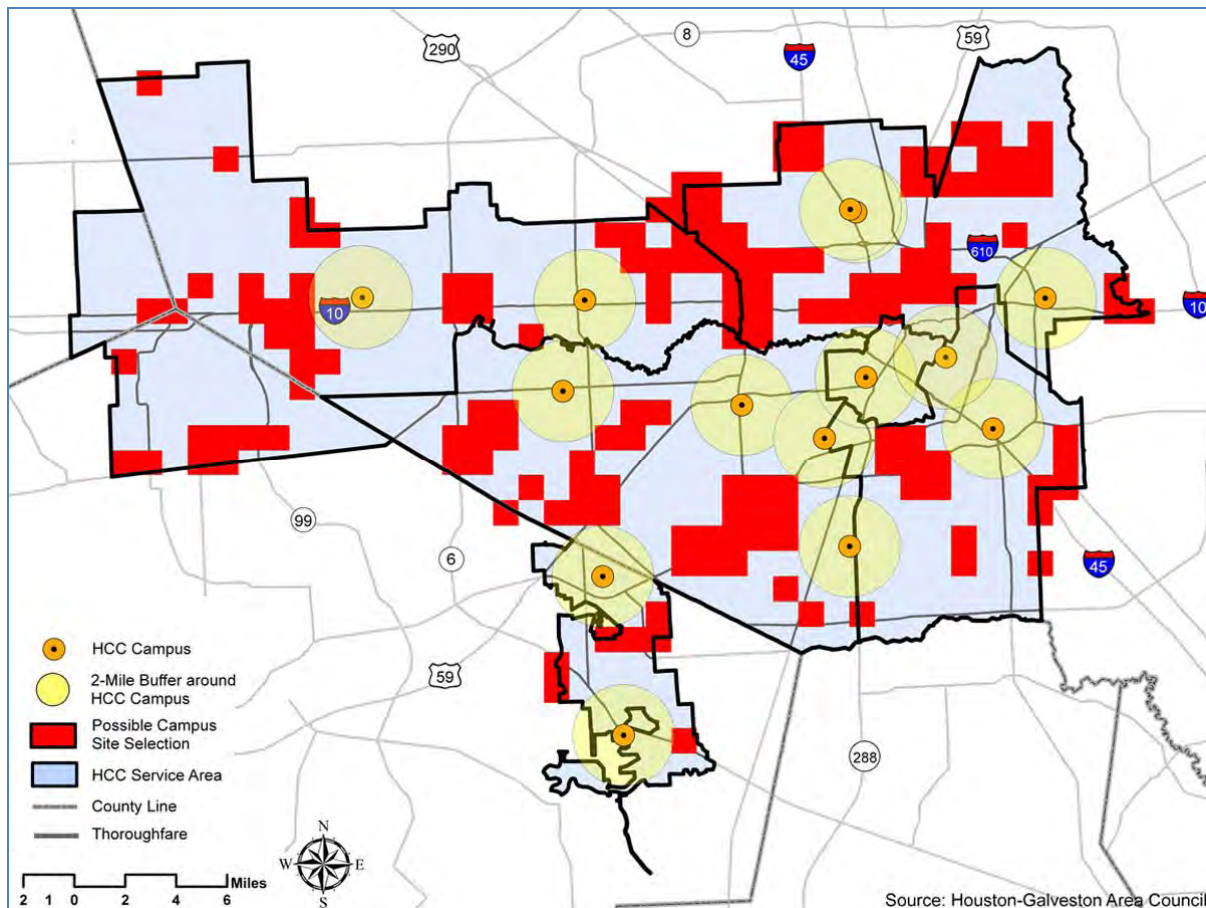 290
8
45
59
610
10
10
99
6
45
59
288
HCC Campus
2-Mile Buffer around
HCC Campus
Possible Campus
Site Selection
HCC Service Area
County Line
Thoroughfare
N
W E
S
Miles
2 1 0 2 4 6
Source: Houston-Galveston Area Council